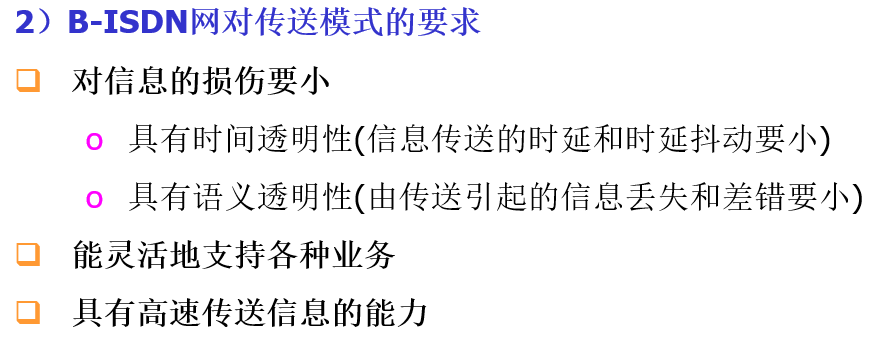 2）B-ISDN网对传送模式的要求
❑ 对信息的损伤要小
o 具有时间透明性(信息传送的时延和时延抖动要小)
o 具有语义透明性(由传送引起的信息丢失和差错要小)
❑ 能灵活地支持各种业务
❑ 具有高速传送信息的能力